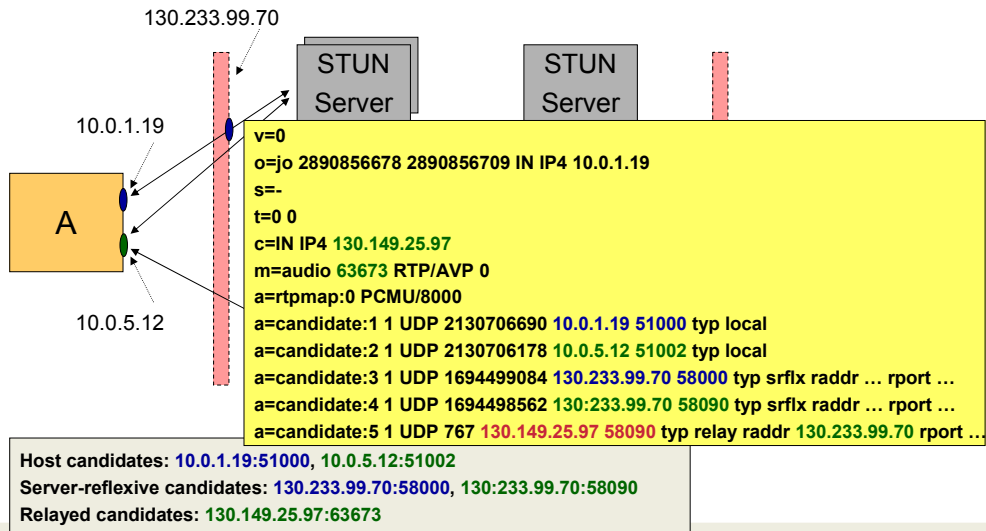 130.233.99.70
STUN
Server
STUN
Server
10.0.1.19
A
10.0.5.12
v=0
o=jo 2890856678 2890856709 IN IP4 10.0.1.19
s=-
t=0 0
c=IN IP4 130.149.25.97
m=audio 63673 RTP/AVP 0
a=rtpmap:0 PCMU/8000
a=candidate:1 1 UDP 2130706690 10.0.1.19 51000 typ local
a=candidate:2 1 UDP 2130706178 10.0.5.12 51002 typ local
a=candidate:3 1 UDP 1694499084 130.233.99.70 58000 typ srflx raddr … rport …
a=candidate:4 1 UDP 1694498562 130:233.99.70 58090 typ srflx raddr … rport …
a=candidate:5 1 UDP 767 130.149.25.97 58090 typ relay raddr 130.233.99.70 rport …
Host candidates: 10.0.1.19:51000, 10.0.5.12:51002
Server-reflexive candidates: 130.233.99.70:58000, 130:233.99.70:58090
Relayed candidates: 130.149.25.97:63673